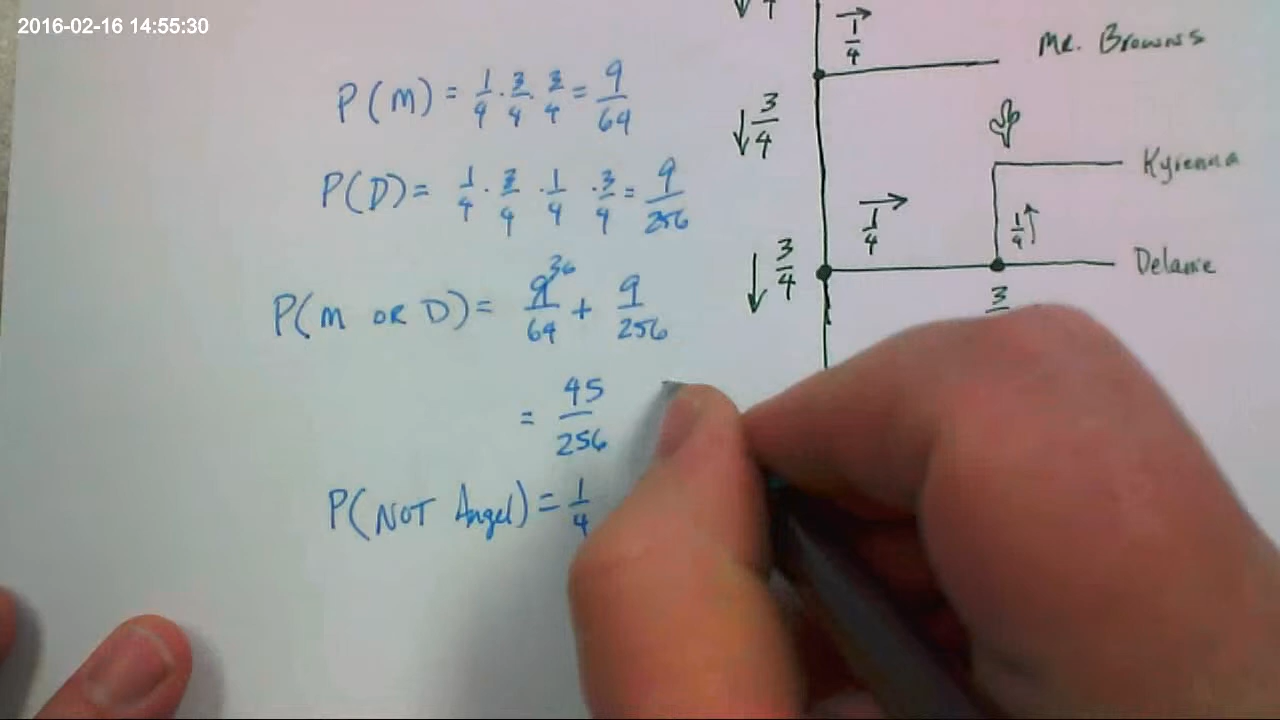 2016-02-16 14:55:30
P(M) = 1/4 · 3/4 · 3/4 = 9/64
P(D) = 1/4 · 3/4 · 1/4 · 3/4 = 9/256
P(M OR D) = 9/64 + 9/256
36
= 45/256
P(NOT Angel) = 1/4
1/4
Mr. Browns
3/4
Kyrenna
1/4
1/4
Delanie
3/4
3